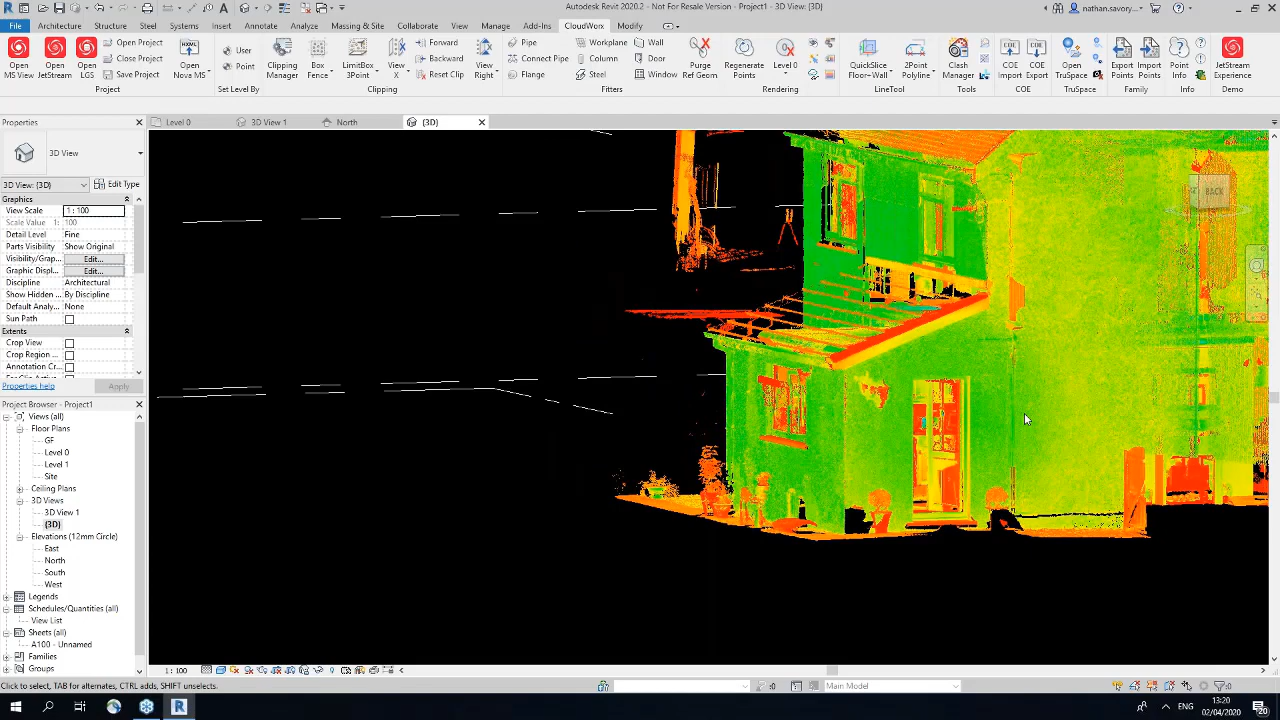 Autodesk Revit 2020.2 - Not For Resale Version - Project1 - 3D View: {3D}
nathan.savory...
File Architecture Structure Steel Systems Insert Annotate Analyze Massing & Site Collaborate View Manage Add-Ins CloudWorx Modify
Open MS View
Open JetStream
Open LGS
Open Project
Close Project
Save Project
Open Nova MS
User
Point
Clipping Manager
Box Fence
LimitBox 3Point
View X
Forward
Backward
Reset Clip
View Right
Pipe
Connect Pipe
Flange
Workplane
Column
Steel
Wall
Door
Window
Purge Ref Geom
Regenerate Points
Level 0
QuickSlice Floor+Wall
2Point Polyline
Clash Manager
COE Import
COE Export
Open TruSpace
Export Points
Import Points
Point Info
JetStream Experience
Project Set Level By Clipping Fitters Rendering LineTool Tools COE TruSpace Family Info Demo
Properties
Level 0
3D View 1
North
{3D}
BACK
3D View
3D View: {3D}
Edit Type
Graphics
View Scale 1 : 100
Scale Value 1: 100
Detail Level Fine
Parts Visibility Show Original
Visibility/Grap... Edit...
Graphic Displ... Edit...
Discipline Architectural
Show Hidden ... By Discipline
Default Analy... None
Sun Path
Extents
Crop View
Crop Region ...
Annotation Cr...
Properties help
Apply
Project Browser - Project1
Views (all)
Floor Plans
GF
Level 0
Level 1
Site
Ceiling Plans
3D Views
3D View 1
{3D}
Elevations (12mm Circle)
East
North
South
West
Legends
Schedules/Quantities (all)
View List
Sheets (all)
A100 - Unnamed
Families
Groups
1 : 100
Click to select, TAB for alternates, CTRL adds, SHIFT unselects.
:0
Main Model
:0
ENG
13:20
02/04/2020
20